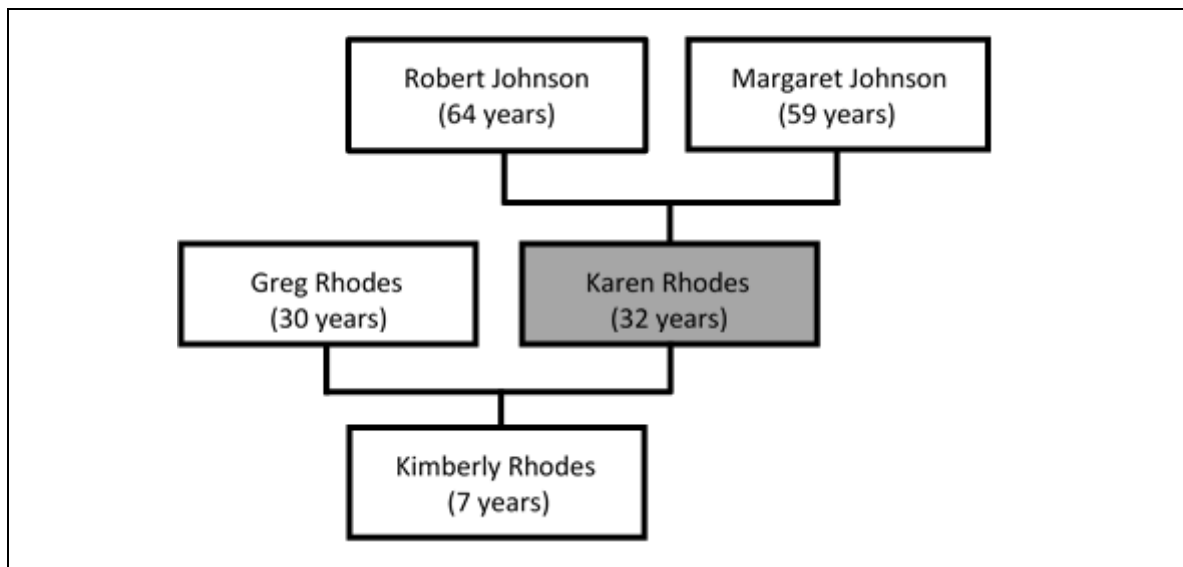 Robert Johnson
(64 years)
Margaret Johnson
(59 years)
Greg Rhodes
(30 years)
Karen Rhodes
(32 years)
Kimberly Rhodes
(7 years)